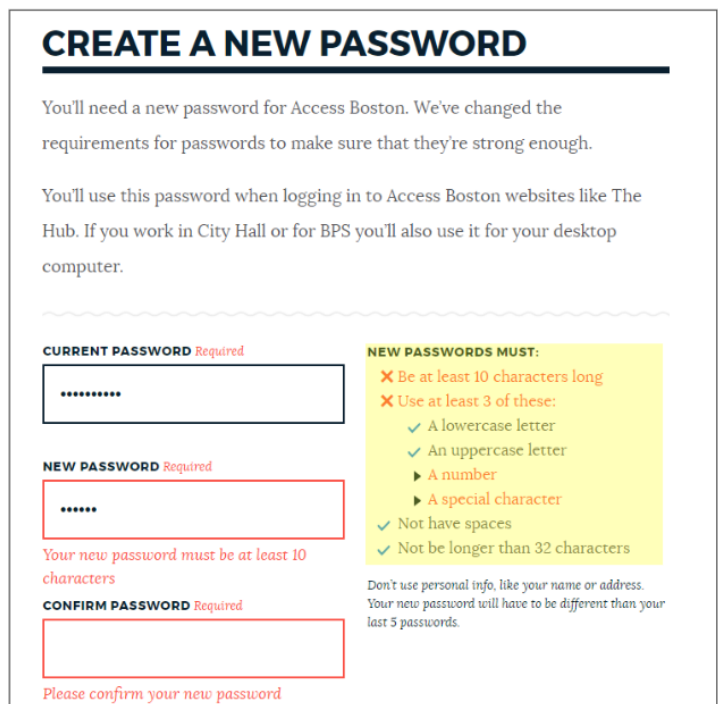 CREATE A NEW PASSWORD
You'll need a new password for Access Boston. We've changed the
requirements for passwords to make sure that they're strong enough.
You'll use this password when logging in to Access Boston websites like The
Hub. If you work in City Hall or for BPS you'll also use it for your desktop
computer.
CURRENT PASSWORD Required
••••••••••
NEW PASSWORD Required
••••••
Your new password must be at least 10
characters
CONFIRM PASSWORD Required
Please confirm your new password
NEW PASSWORDS MUST:
Be at least 10 characters long
Use at least 3 of these:
A lowercase letter
An uppercase letter
A number
A special character
Not have spaces
Not be longer than 32 characters
Don't use personal info, like your name or address.
Your new password will have to be different than your
last 5 passwords.